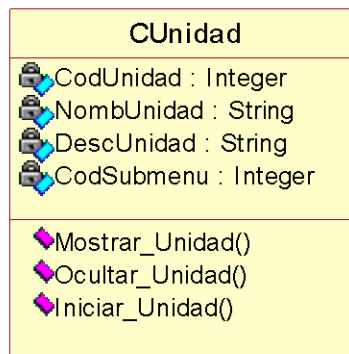 CUnidad
CodUnidad : Integer
NombUnidad : String
DescUnidad : String
CodSubmenu : Integer
Mostrar_Unidad()
Ocultar_Unidad()
Iniciar_Unidad()